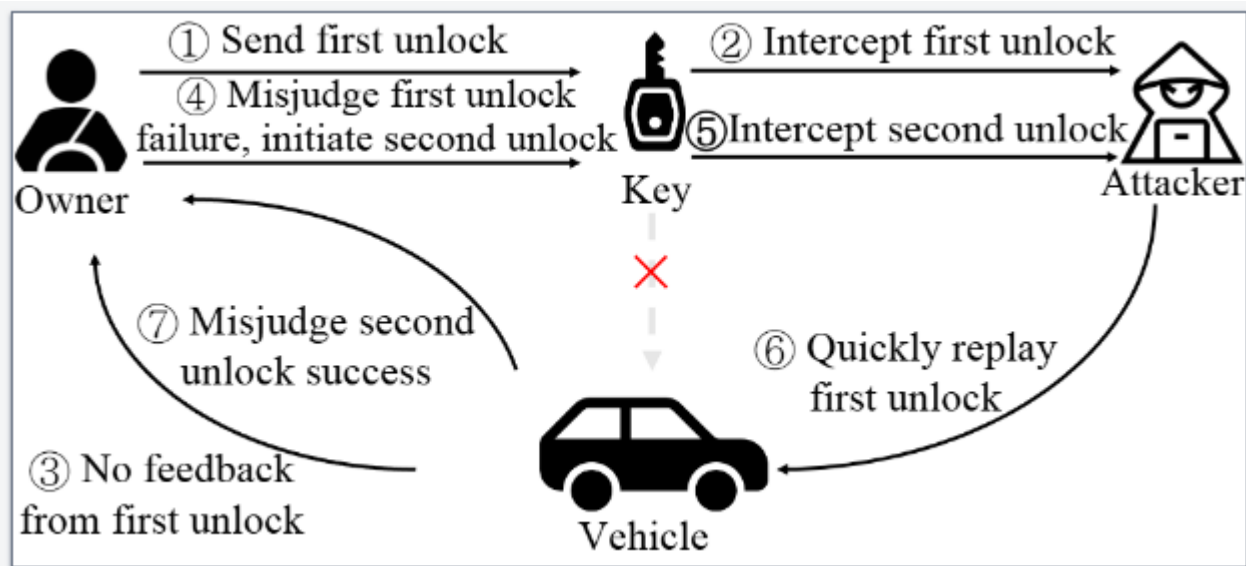 ① Send first unlock
② Intercept first unlock
④ Misjudge first unlock
failure, initiate second unlock
⑤Intercept second unlock
Owner
Key
Attacker
⑦ Misjudge second
unlock success
⑥ Quickly replay
first unlock
③ No feedback
from first unlock
Vehicle